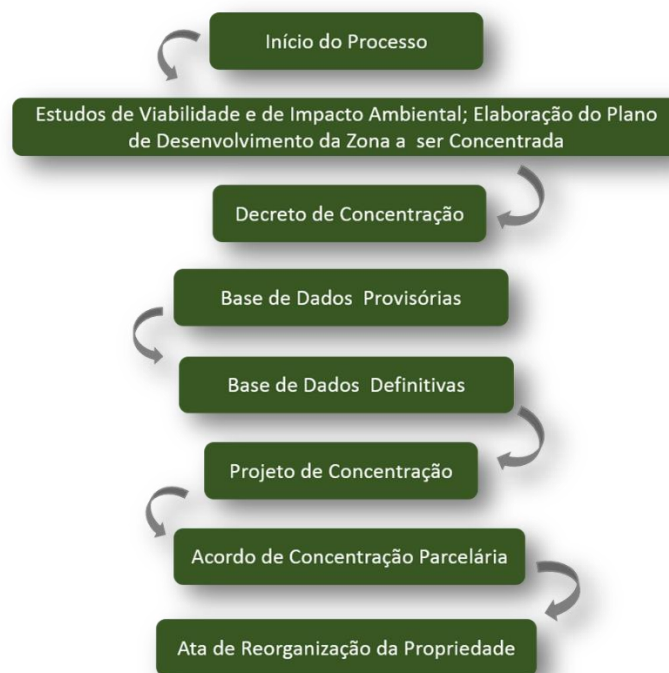 Início do Processo
Estudos de Viabilidade e de Impacto Ambiental; Elaboração do Plano
de Desenvolvimento da Zona a ser Concentrada
Decreto de Concentração
Base de Dados Provisórias
Base de Dados Definitivas
Projeto de Concentração
Acordo de Concentração Parcelária
Ata de Reorganização da Propriedade